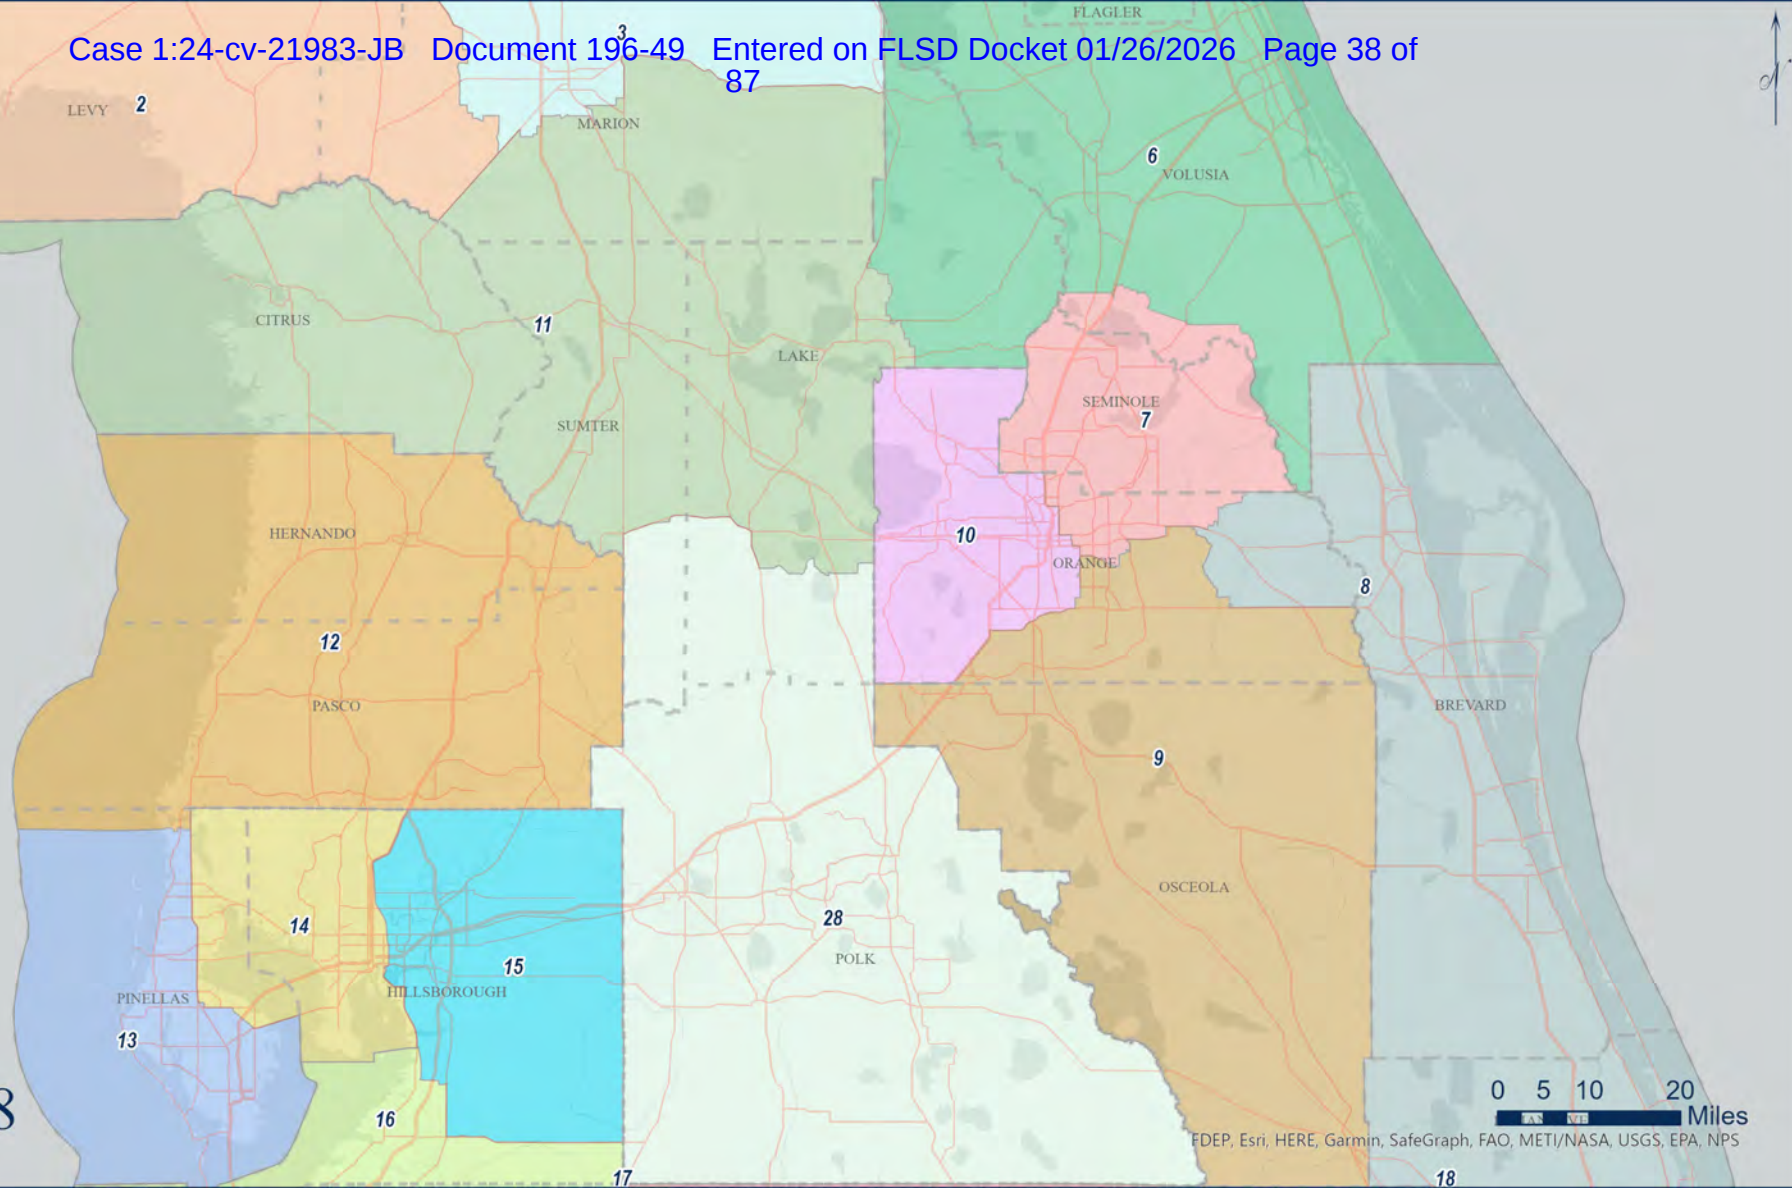 FLAGLER
3
Case 1:24-cv-21983-JB Document 196-49 Entered on FLSD Docket 01/26/2026 Page 38 of
87
LEVY 2
MARION
6
VOLUSIA
CITRUS
11
LAKE
SEMINOLE
7
SUMTER
HERNANDO
10
ORANGE
8
12
PASCO
BREVARD
9
OSCEOLA
14
28
POLK
15
HILLSBOROUGH
PINELLAS
13
8
16
0 5 10 20
Miles
FDEP, Esri, HERE, Garmin, SafeGraph, FAO, METI/NASA, USGS, EPA, NPS
17
18